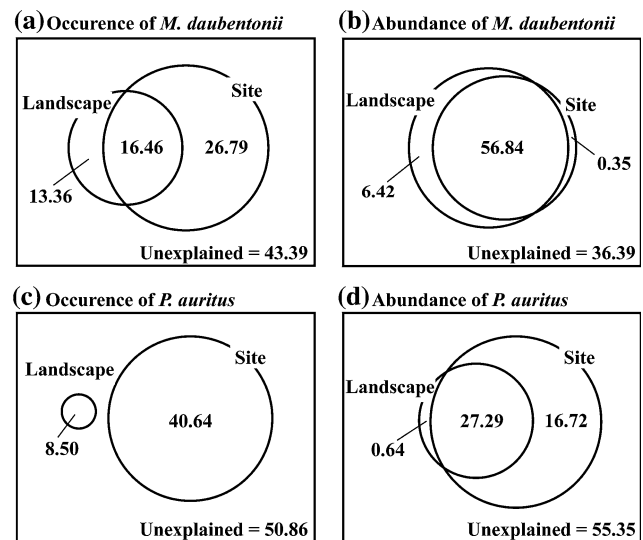 (a) Occurence of M. daubentonii
Landscape
Site
16.46
26.79
13.36
Unexplained = 43.39
(b) Abundance of M. daubentonii
Landscape
Site
56.84
0.35
6.42
Unexplained = 36.39
(c) Occurence of P. auritus
Landscape
Site
40.64
8.50
Unexplained = 50.86
(d) Abundance of P. auritus
Landscape
Site
27.29
16.72
0.64
Unexplained = 55.35